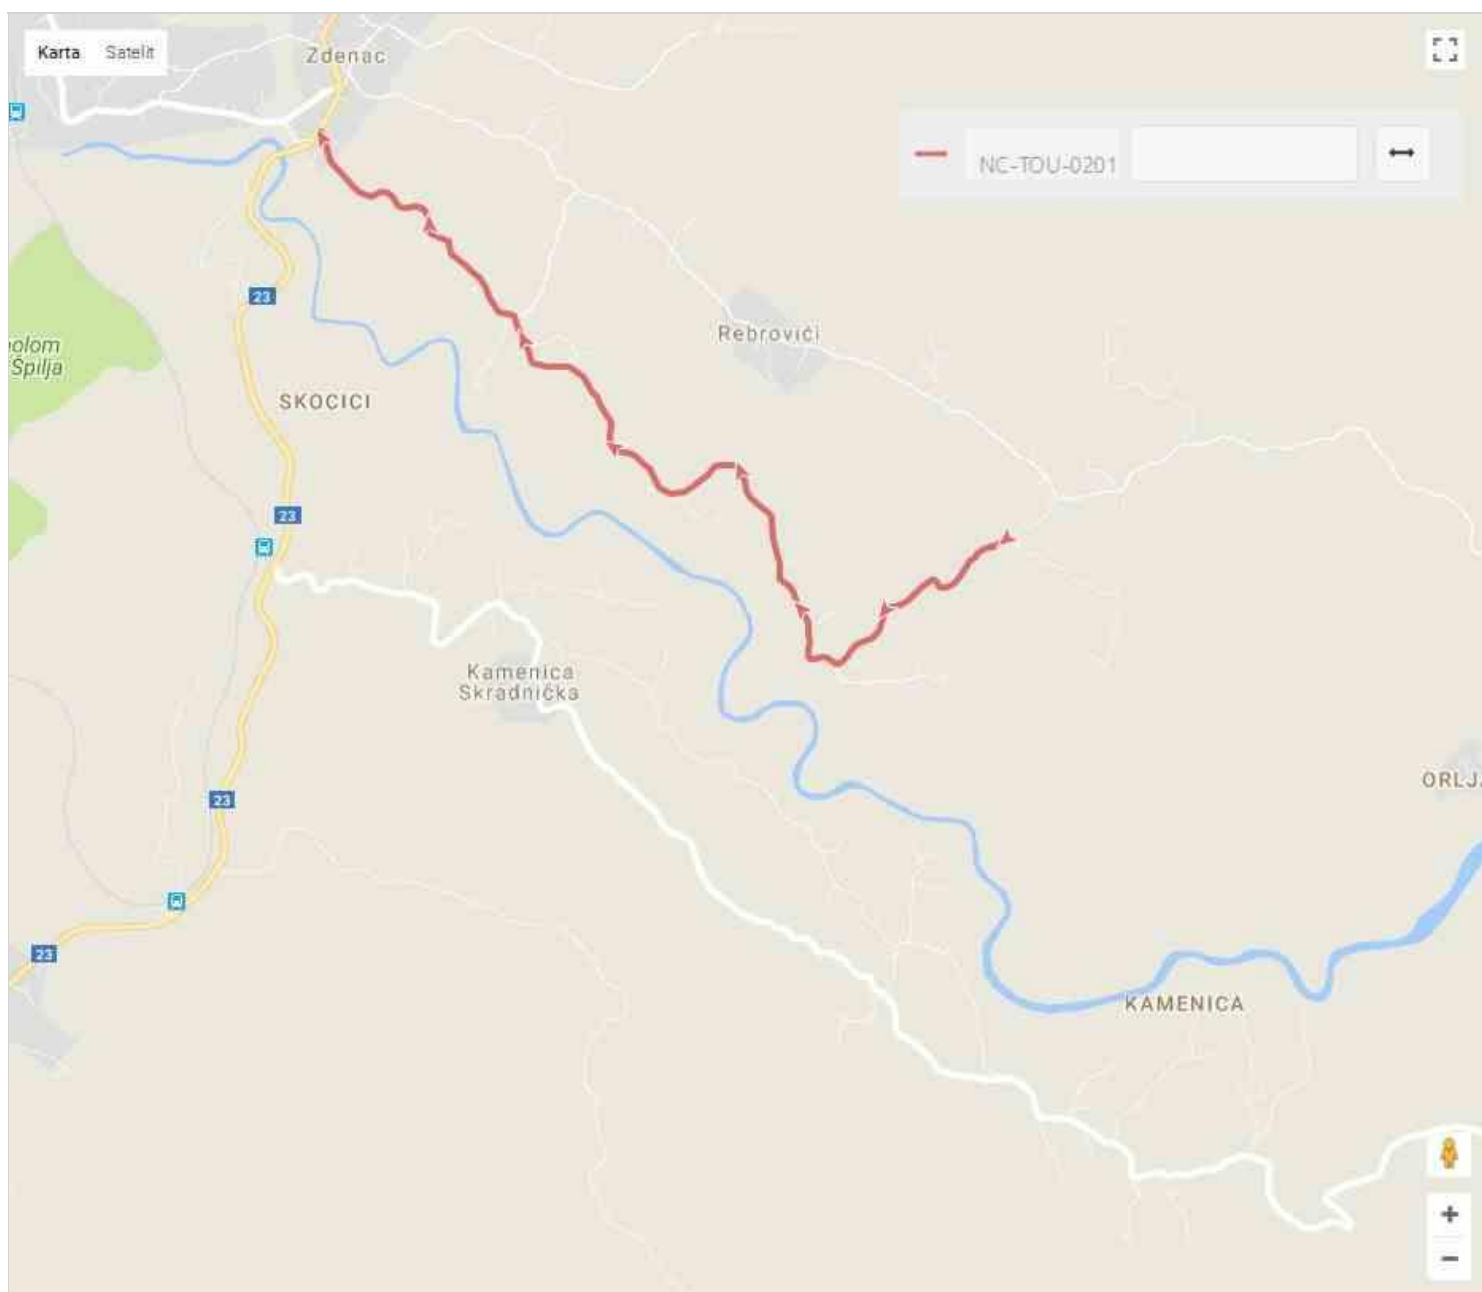 Karta Satelit
Zdenac
NC-TOU-0201
23
Rebrovići
olom
Špilja
SKOCICI
23
Kamenica
Skradnička
ORLJ
23
23
KAMENICA
+
−